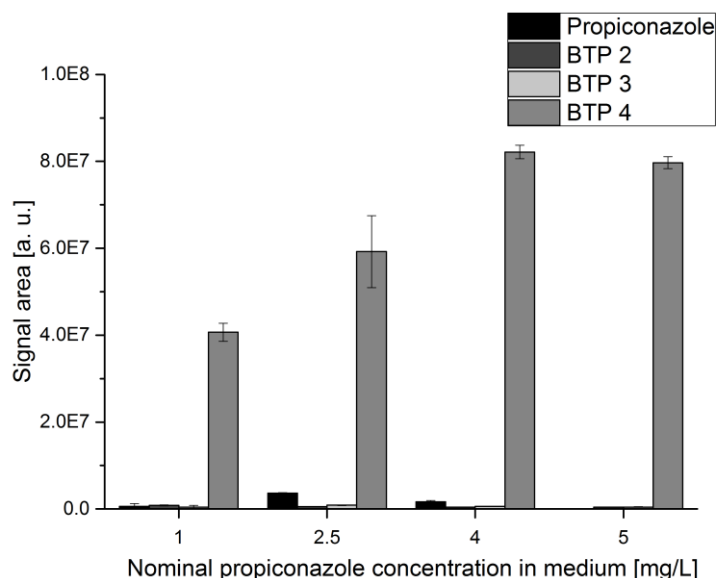 Propiconazole
BTP 2
BTP 3
BTP 4
1.0E8
8.0E7
6.0E7
4.0E7
2.0E7
0.0
Signal area [a. u.]
1 2.5 4 5
Nominal propiconazole concentration in medium [mg/L]